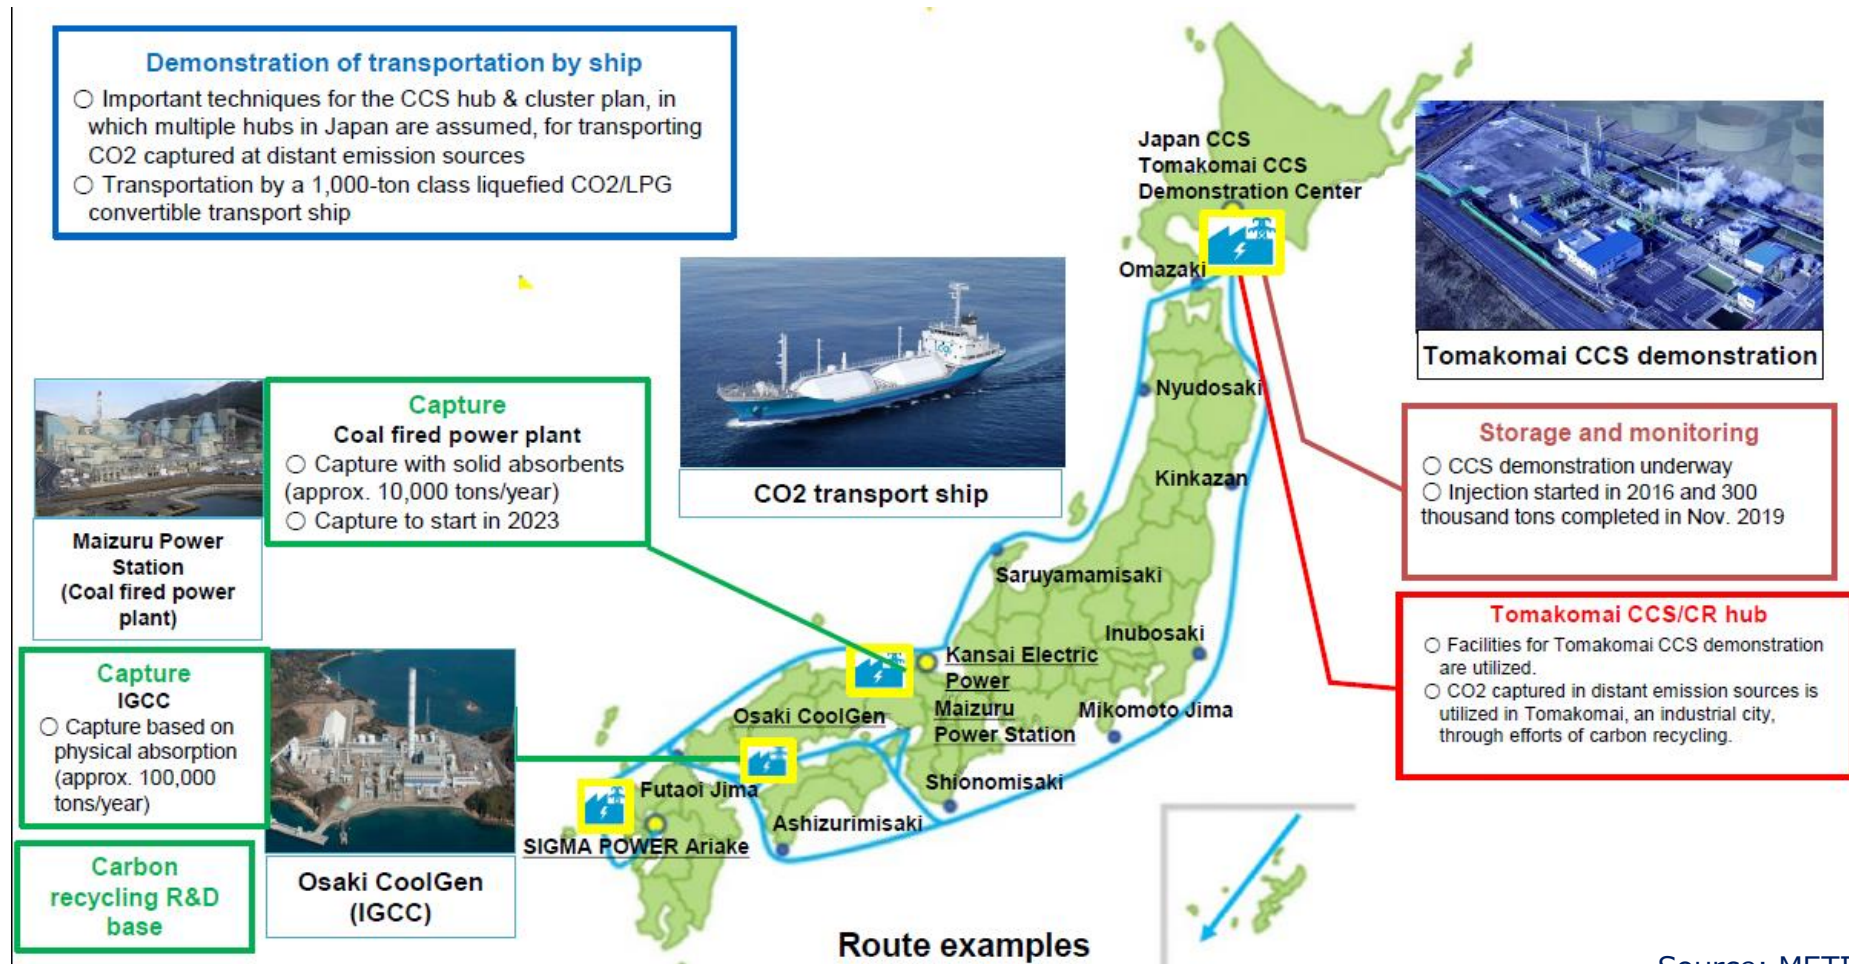 Demonstration of transportation by ship
○ Important techniques for the CCS hub & cluster plan, in
which multiple hubs in Japan are assumed, for transporting
CO2 captured at distant emission sources
○ Transportation by a 1,000-ton class liquefied CO2/LPG
convertible transport ship
Japan CCS
Tomakomai CCS
Demonstration Center
Omazaki
Tomakomai CCS demonstration
CO2 transport ship
Nyudosaki
Kinkazan
Storage and monitoring
○ CCS demonstration underway
○ Injection started in 2016 and 300
thousand tons completed in Nov. 2019
Capture
Coal fired power plant
○ Capture with solid absorbents
(approx. 10,000 tons/year)
○ Capture to start in 2023
Maizuru Power
Station
(Coal fired power
plant)
Saruyamamisaki
Inubosaki
Tomakomai CCS/CR hub
○ Facilities for Tomakomai CCS demonstration
are utilized.
○ CO2 captured in distant emission sources is
utilized in Tomakomai, an industrial city,
through efforts of carbon recycling.
Kansai Electric
Power
Maizuru
Power Station
Osaki CoolGen
Mikomoto Jima
Capture
IGCC
○ Capture based on
physical absorption
(approx. 100,000
tons/year)
Shionomisaki
Futaoi Jima
Ashizurimisaki
SIGMA POWER Ariake
Carbon
recycling R&D
base
Osaki CoolGen
(IGCC)
Route examples